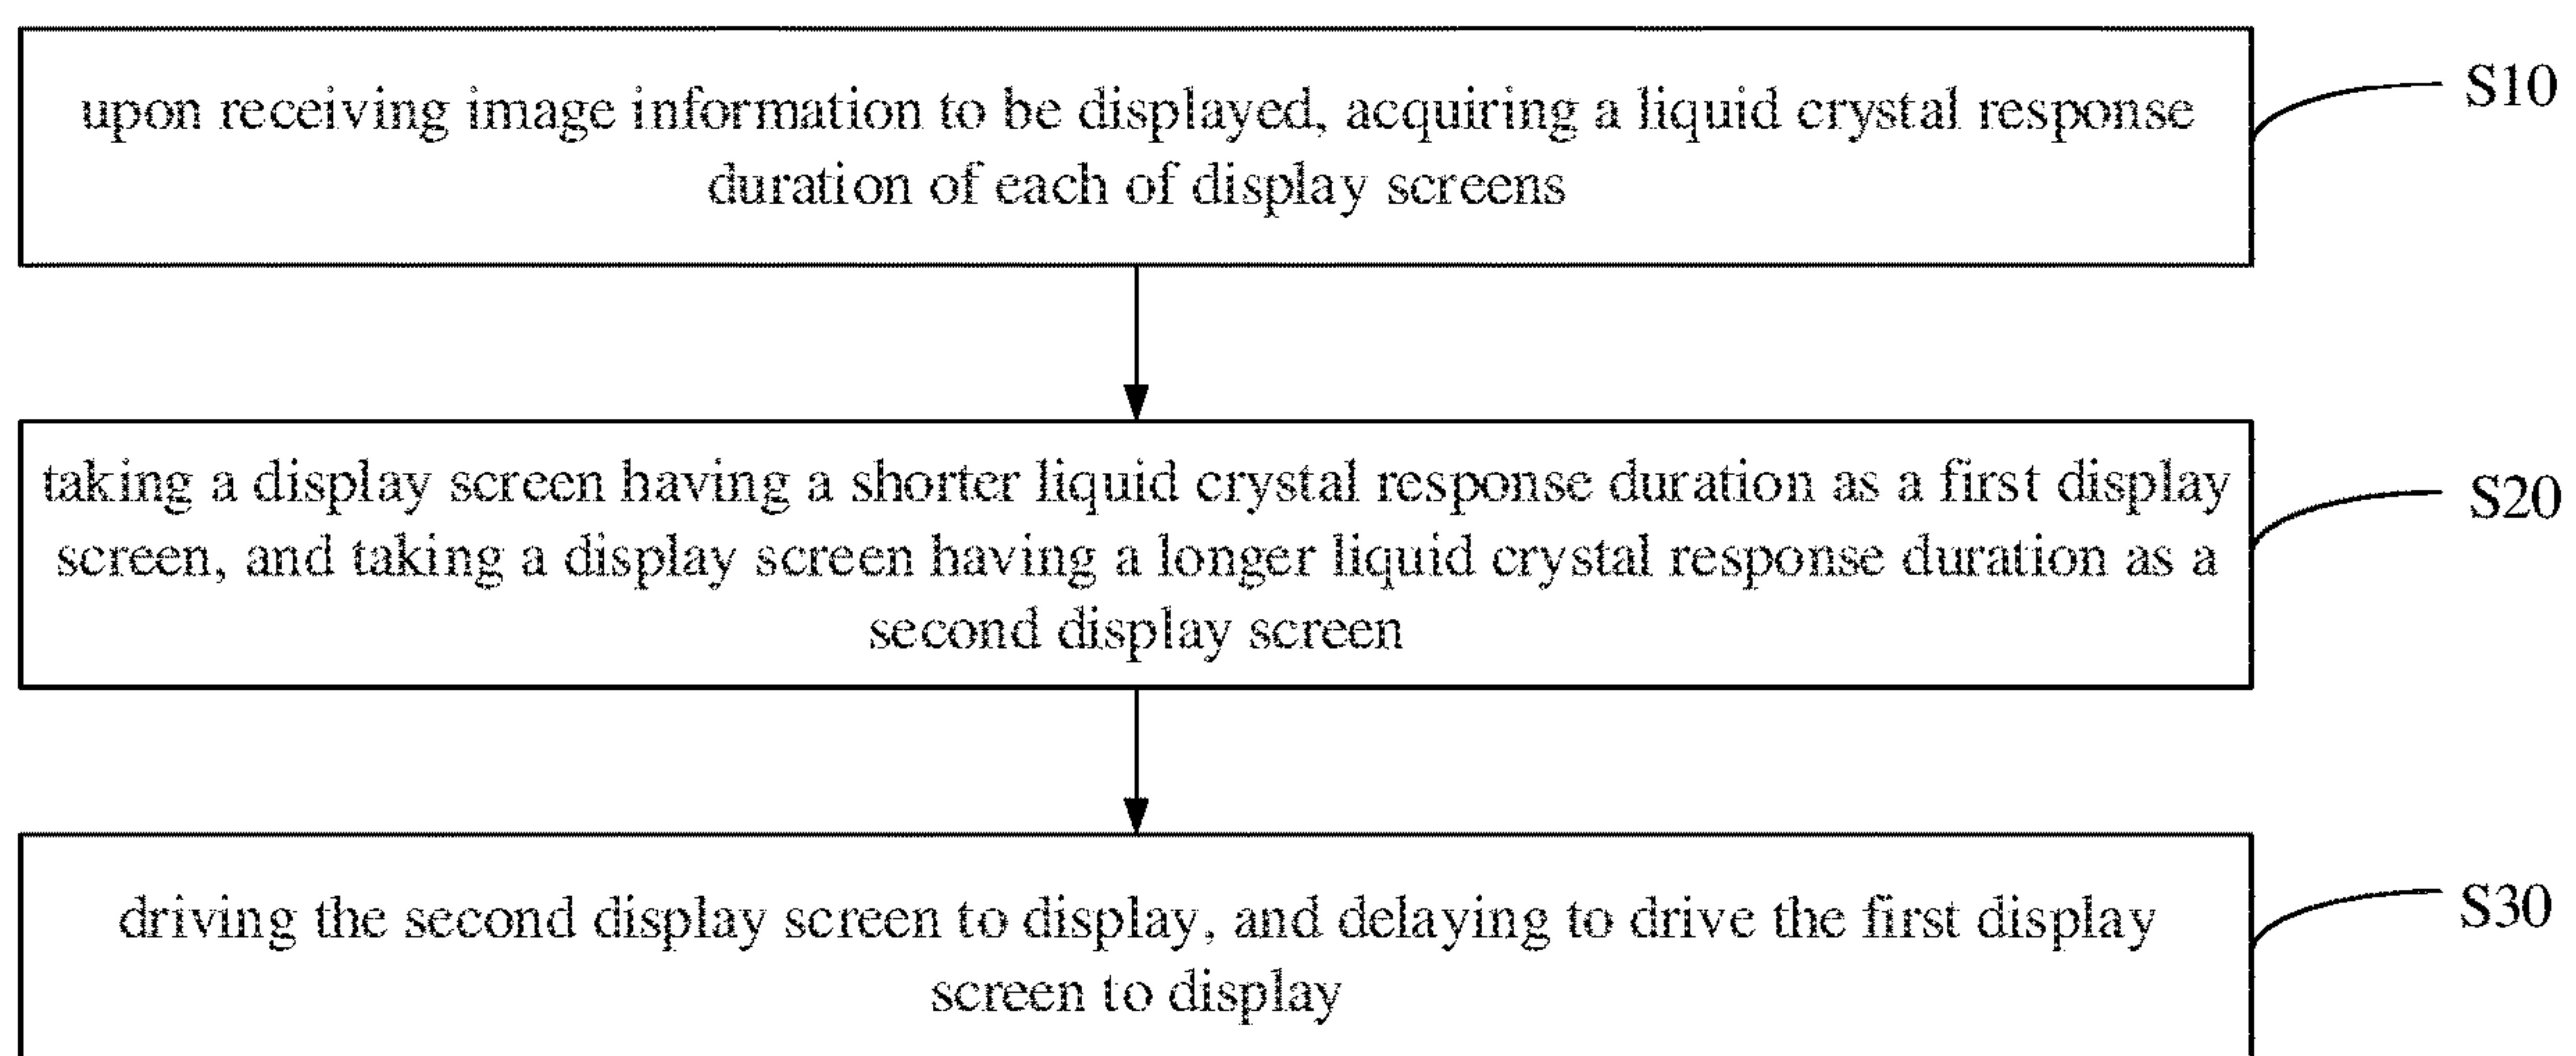 upon receiving image information to be displayed, acquiring a liquid crystal response
duration of each of display screens
S10
taking a display screen having a shorter liquid crystal response duration as a first display
screen, and taking a display screen having a longer liquid crystal response duration as a
second display screen
S20
driving the second display screen to display, and delaying to drive the first display
screen to display
S30